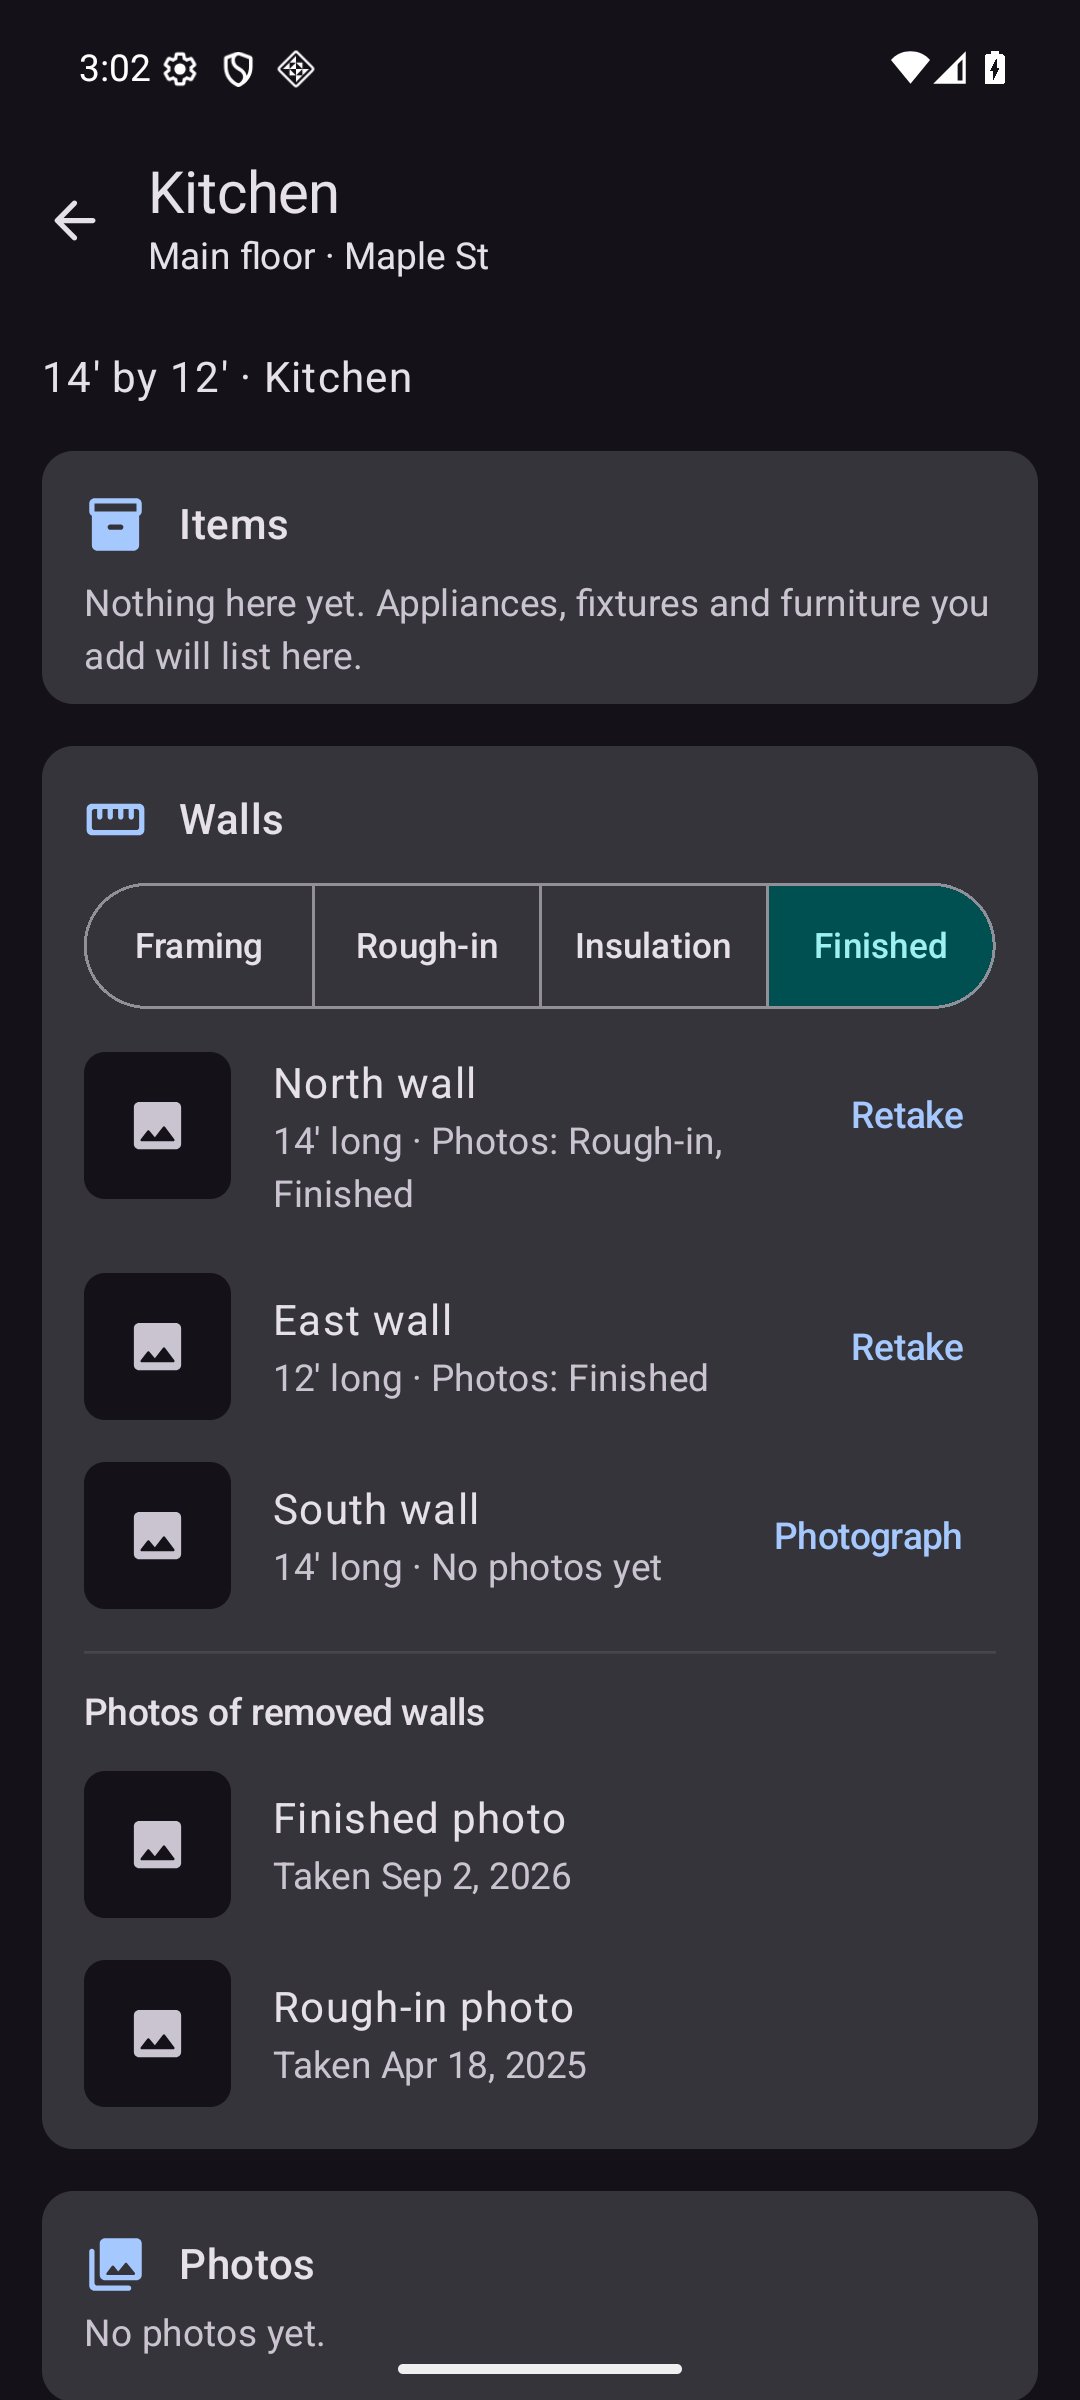 3:02
Kitchen
Main floor · Maple St
14' by 12' · Kitchen
Items
Nothing here yet. Appliances, fixtures and furniture you
add will list here.
Walls
Framing
Rough-in
Insulation
Finished
North wall
14' long · Photos: Rough-in,
Finished
Retake
East wall
12' long · Photos: Finished
Retake
South wall
14' long · No photos yet
Photograph
Photos of removed walls
Finished photo
Taken Sep 2, 2026
Rough-in photo
Taken Apr 18, 2025
Photos
No photos yet.